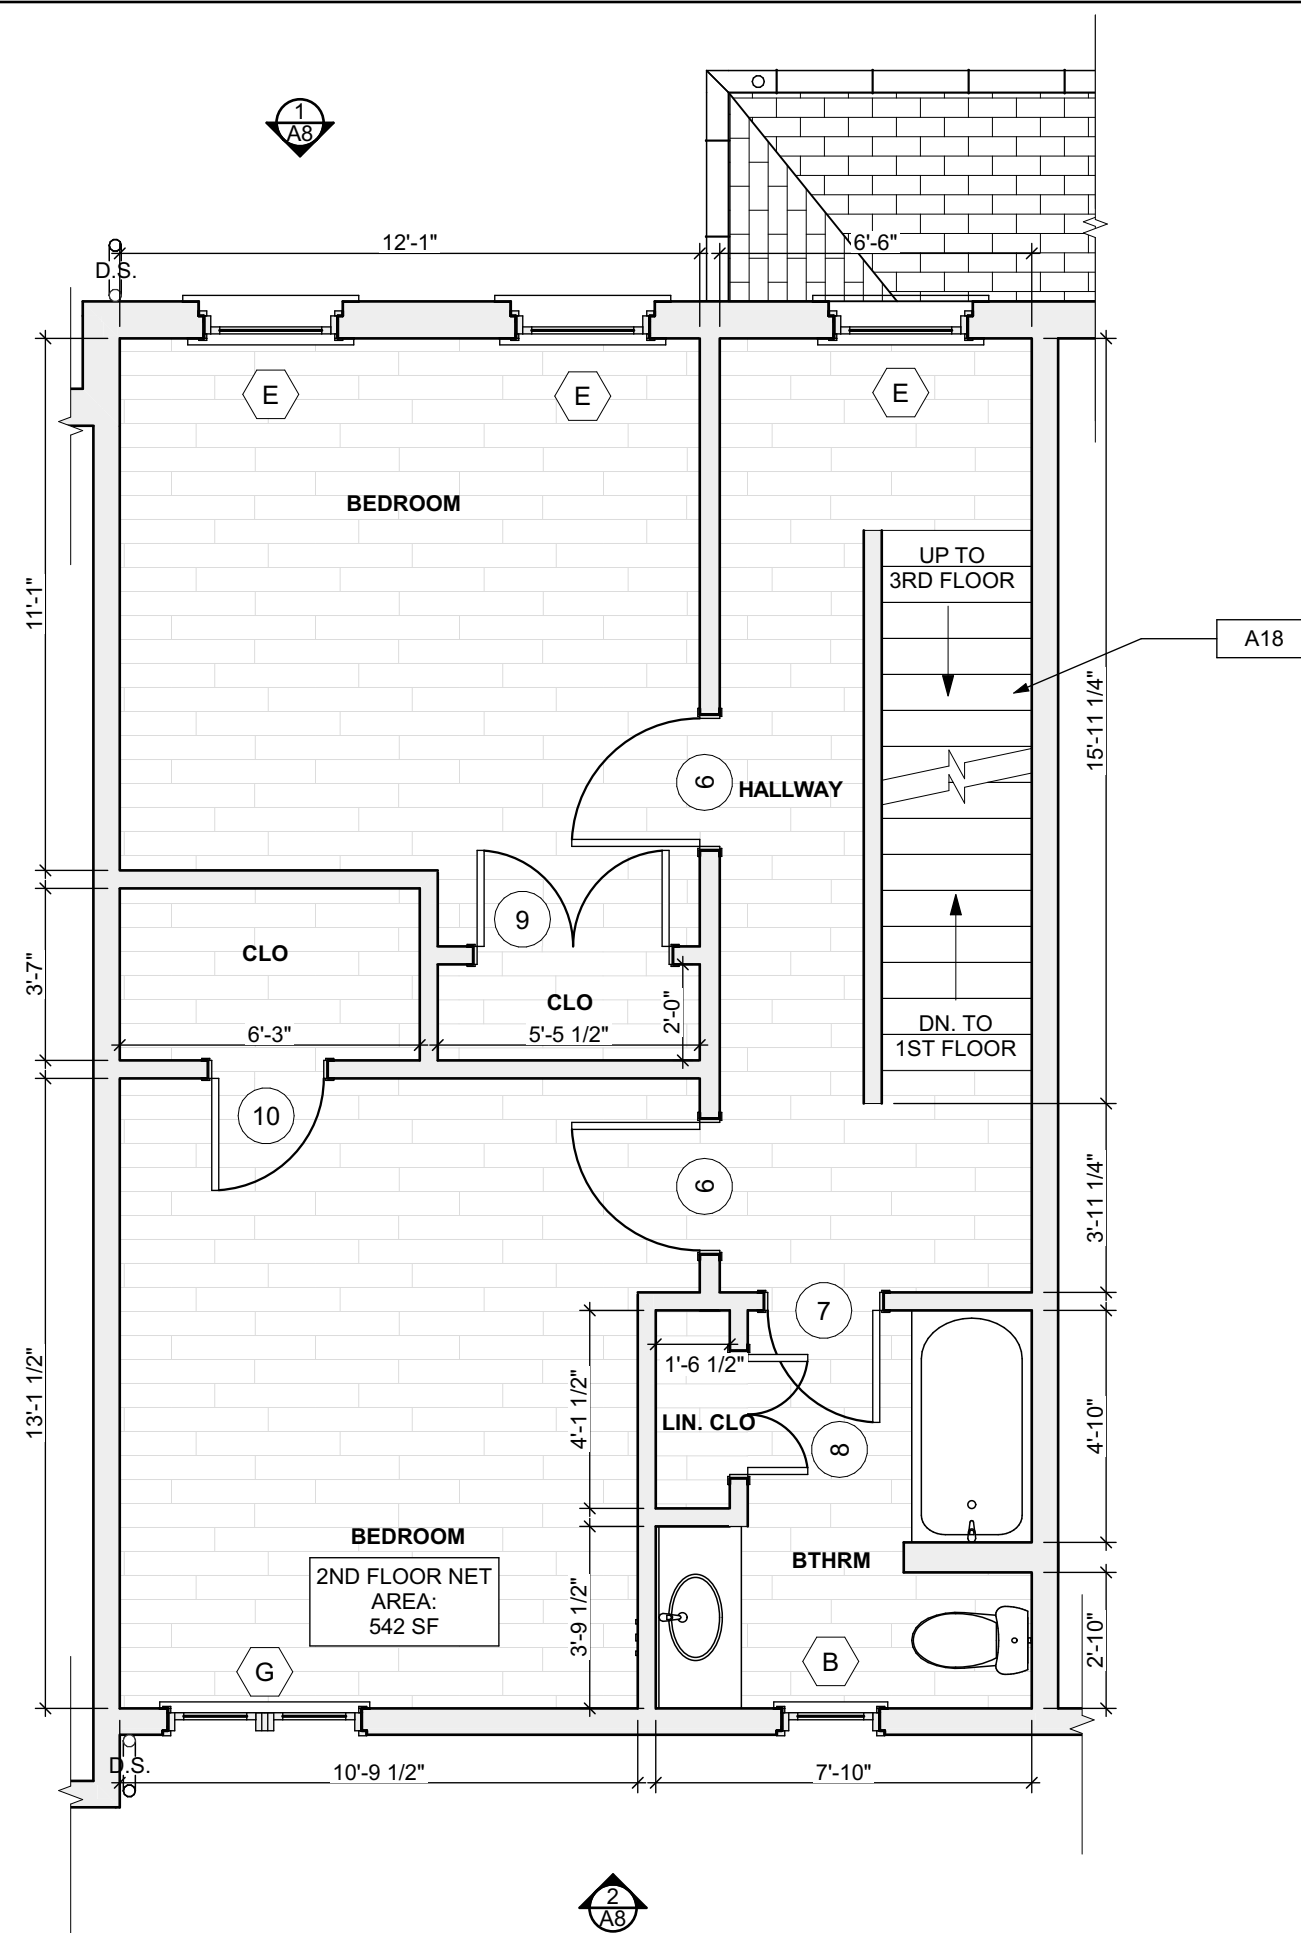 1
A8
12'-1"
6'-6"
D.S.
E
E
E
BEDROOM
UP TO
3RD FLOOR
11'-1"
A18
15'-11 1/4"
6
HALLWAY
9
CLO
3'-7"
CLO
2'-0"
6'-3"
5'-5 1/2"
DN. TO
1ST FLOOR
10
6
3'-11 1/4"
7
1'-6 1/2"
13'-1 1/2"
4'-1 1/2"
LIN. CLO
8
4'-10"
BEDROOM
2ND FLOOR NET
AREA:
542 SF
BTHRM
3'-9 1/2"
2'-10"
G
B
D.S.
10'-9 1/2"
7'-10"
2
A8